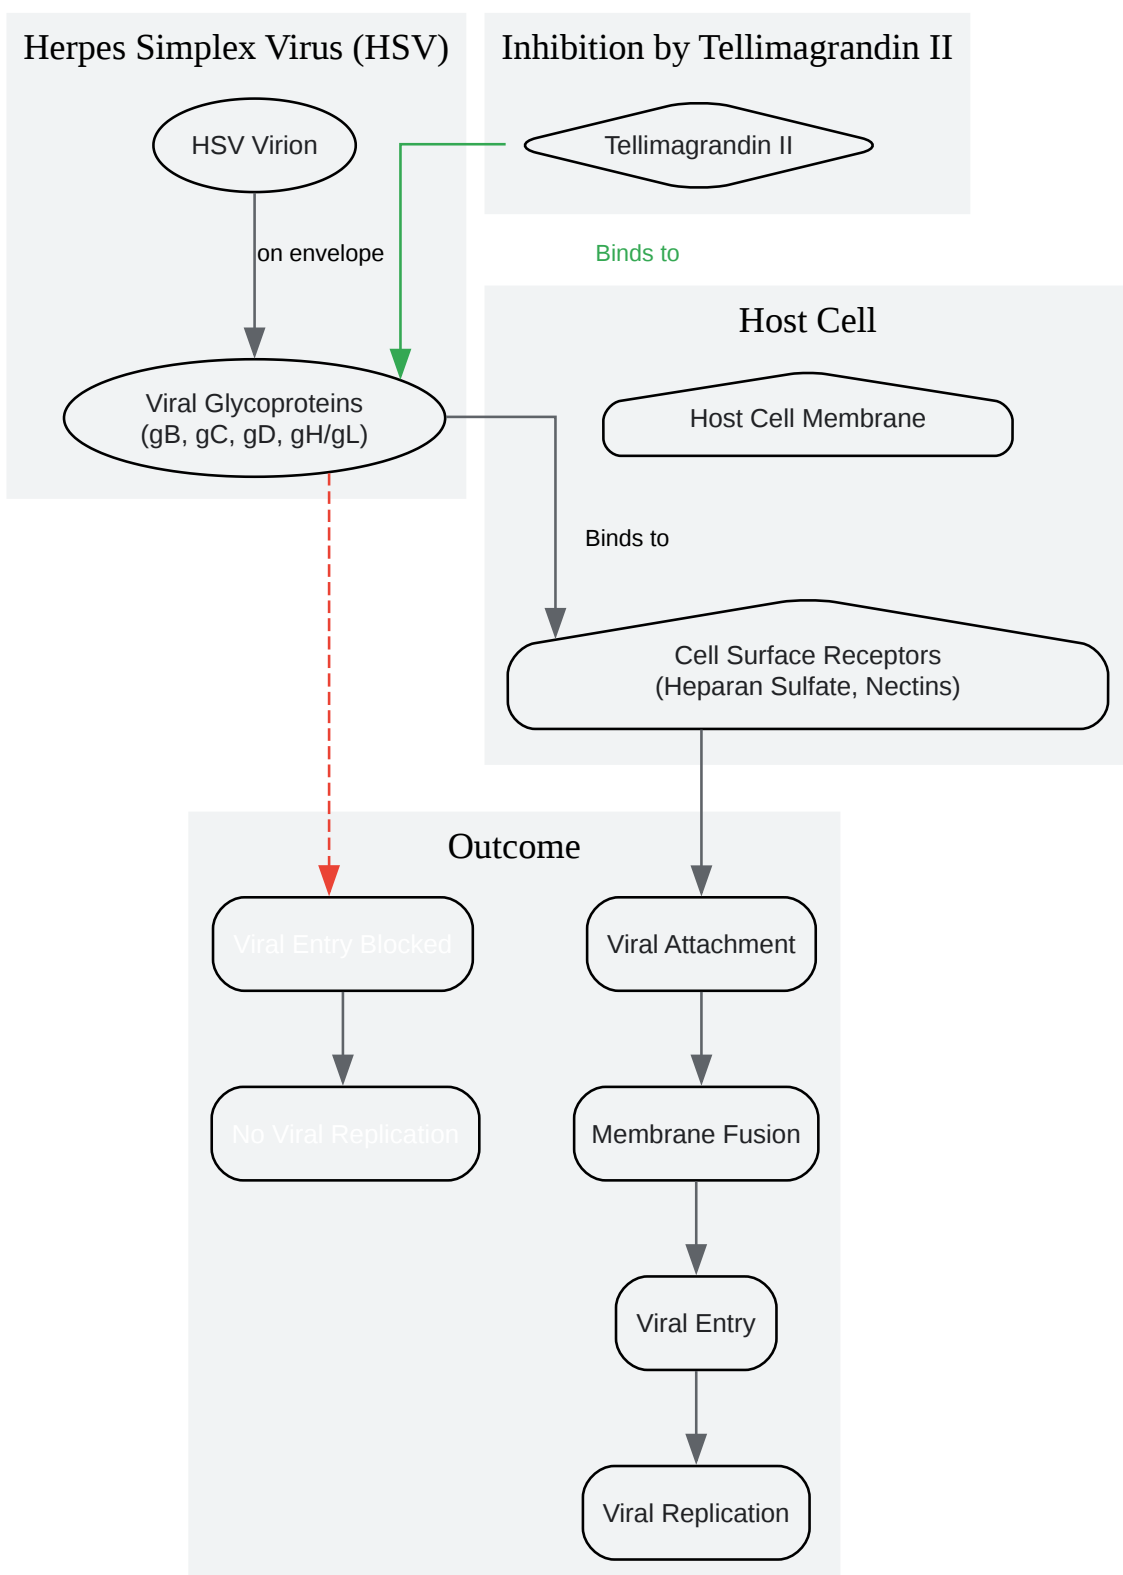 Herpes Simplex Virus (HSV)
Inhibition by Tellimagrandin II
HSV Virion
Tellimagrandin II
on envelope
Binds to
Host Cell
Viral Glycoproteins
(gB, gC, gD, gH/gL)
Host Cell Membrane
Binds to
Cell Surface Receptors
(Heparan Sulfate, Nectins)
Outcome
Viral Entry Blocked
Viral Attachment
No Viral Replication
Membrane Fusion
Viral Entry
Viral Replication